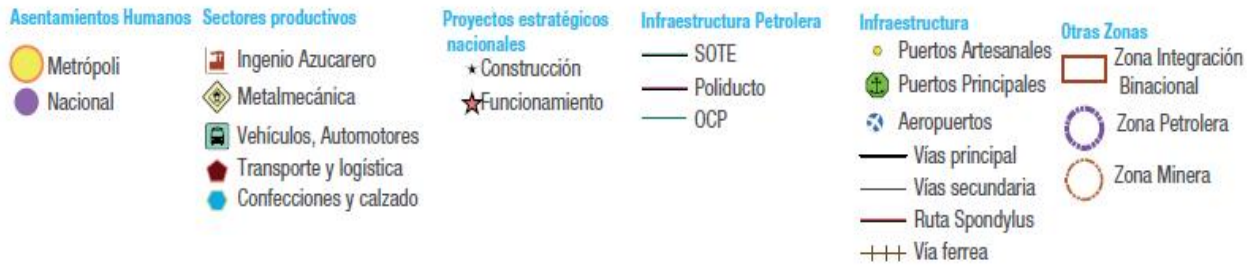 Asentamientos Humanos
Metrópoli
Nacional
Sectores productivos
Ingenio Azucarero
Metalmecánica
Vehículos, Automotores
Transporte y logística
Confecciones y calzado
Proyectos estratégicos
nacionales
Construcción
Funcionamiento
Infraestructura Petrolera
SOTE
Poliducto
OCP
Infraestructura
Puertos Artesanales
Puertos Principales
Aeropuertos
Vías principal
Vías secundaria
Ruta Spondylus
Vía ferrea
Otras Zonas
Zona Integración
Binacional
Zona Petrolera
Zona Minera